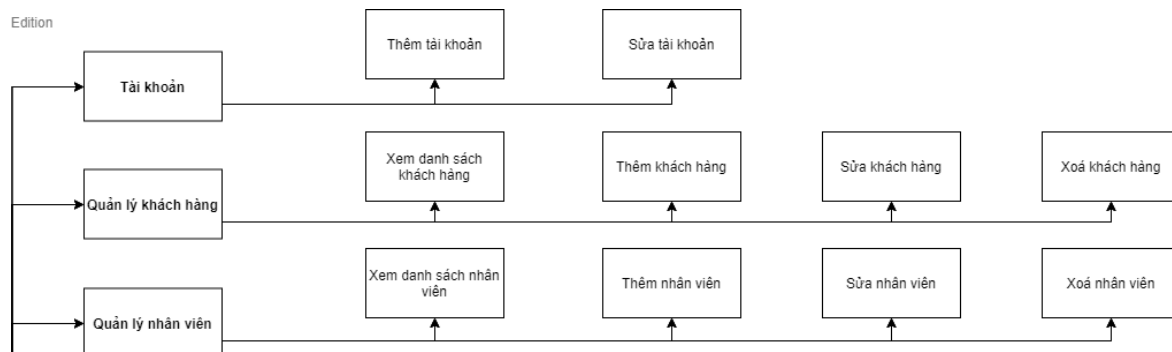 Edition
Thêm tài khoản
Sửa tài khoản
Tài khoản
Xem danh sách
khách hàng
Thêm khách hàng
Sửa khách hàng
Xoá khách hàng
Quản lý khách hàng
Xem danh sách nhân
viên
Thêm nhân viên
Sửa nhân viên
Xoá nhân viên
Quản lý nhân viên